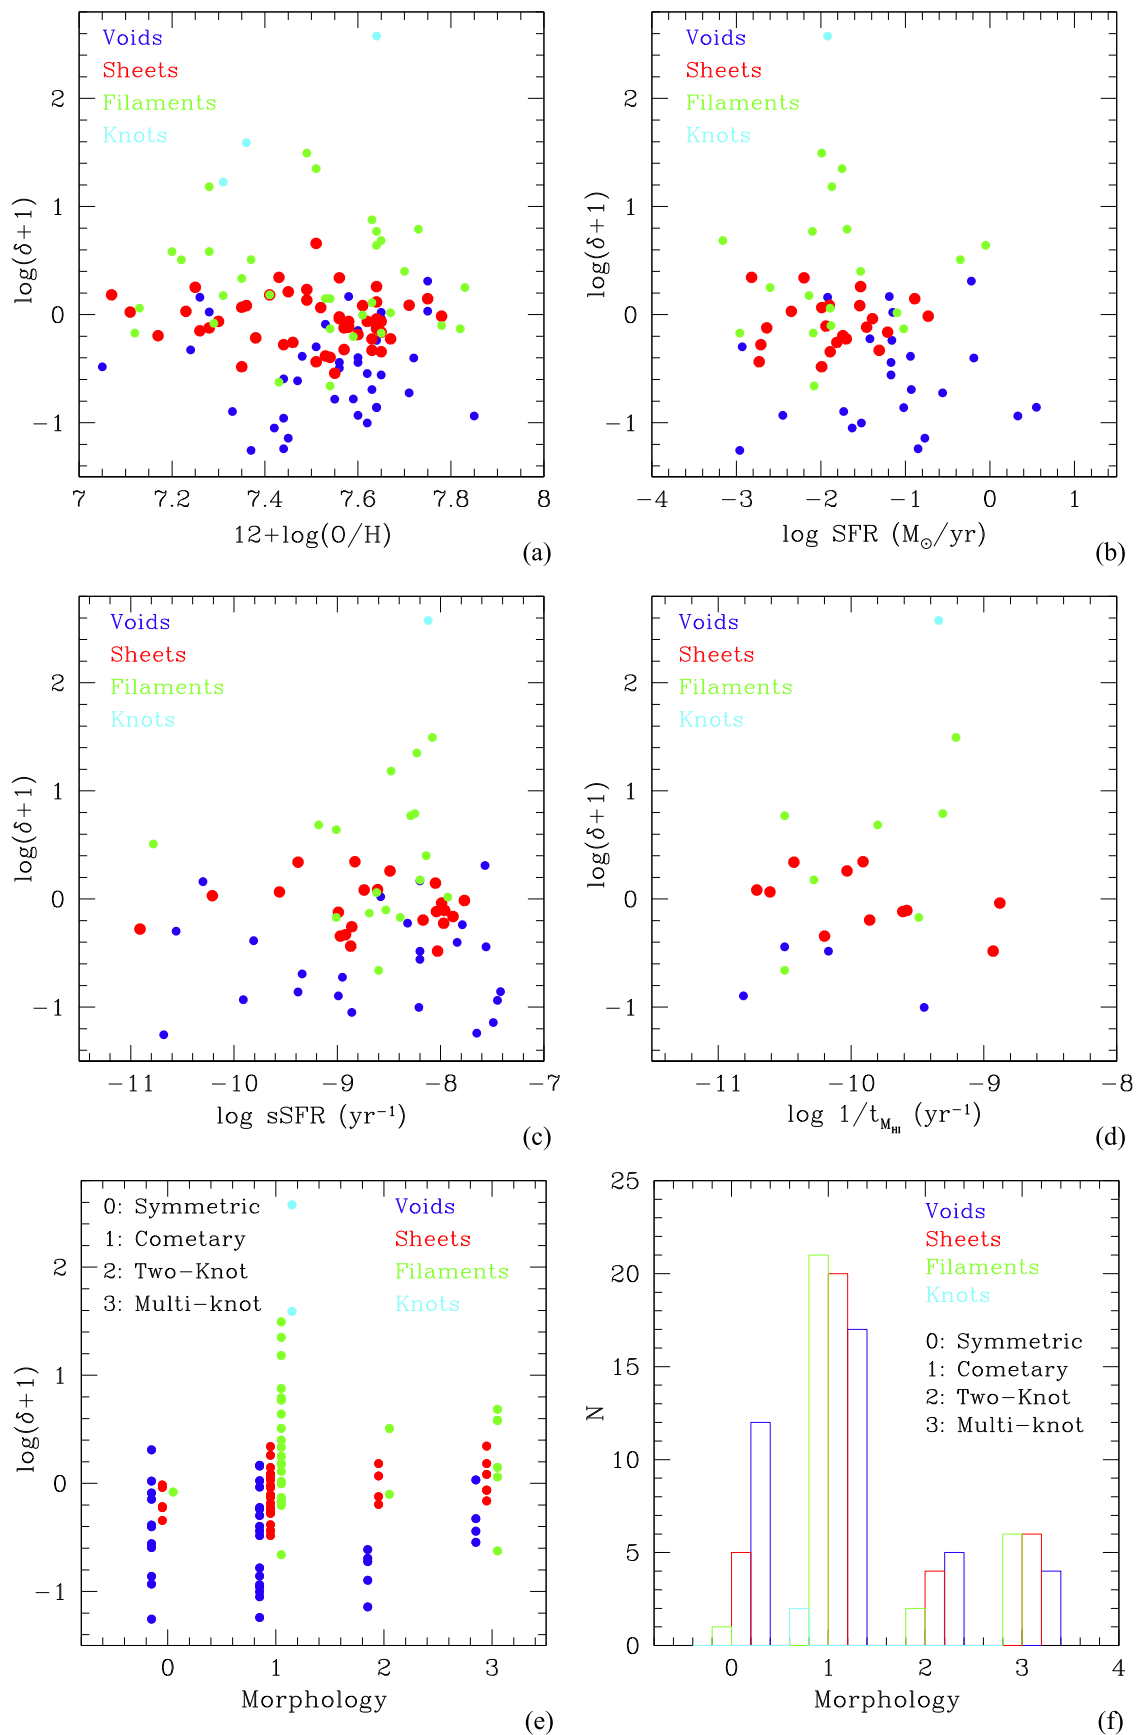 Voids
Sheets
Filaments
Knots
2
1
0
−1
log(δ+1)
7
7.2
7.4
7.6
7.8
8
12+log(O/H)
(a)
Voids
Sheets
Filaments
Knots
2
1
0
−1
log(δ+1)
−4
−3
−2
−1
0
1
log SFR (M⊙/yr)
(b)
Voids
Sheets
Filaments
Knots
2
1
0
−1
log(δ+1)
−11
−10
−9
−8
−7
log sSFR (yr⁻¹)
(c)
Voids
Sheets
Filaments
Knots
2
1
0
−1
log(δ+1)
−11
−10
−9
−8
log 1/t_MHI (yr⁻¹)
(d)
0: Symmetric
1: Cometary
2: Two−Knot
3: Multi−knot
Voids
Sheets
Filaments
Knots
2
1
0
−1
log(δ+1)
0
1
2
3
Morphology
(e)
Voids
Sheets
Filaments
Knots
0: Symmetric
1: Cometary
2: Two−Knot
3: Multi−knot
25
20
15
10
5
0
N
0
1
2
3
4
Morphology
(f)